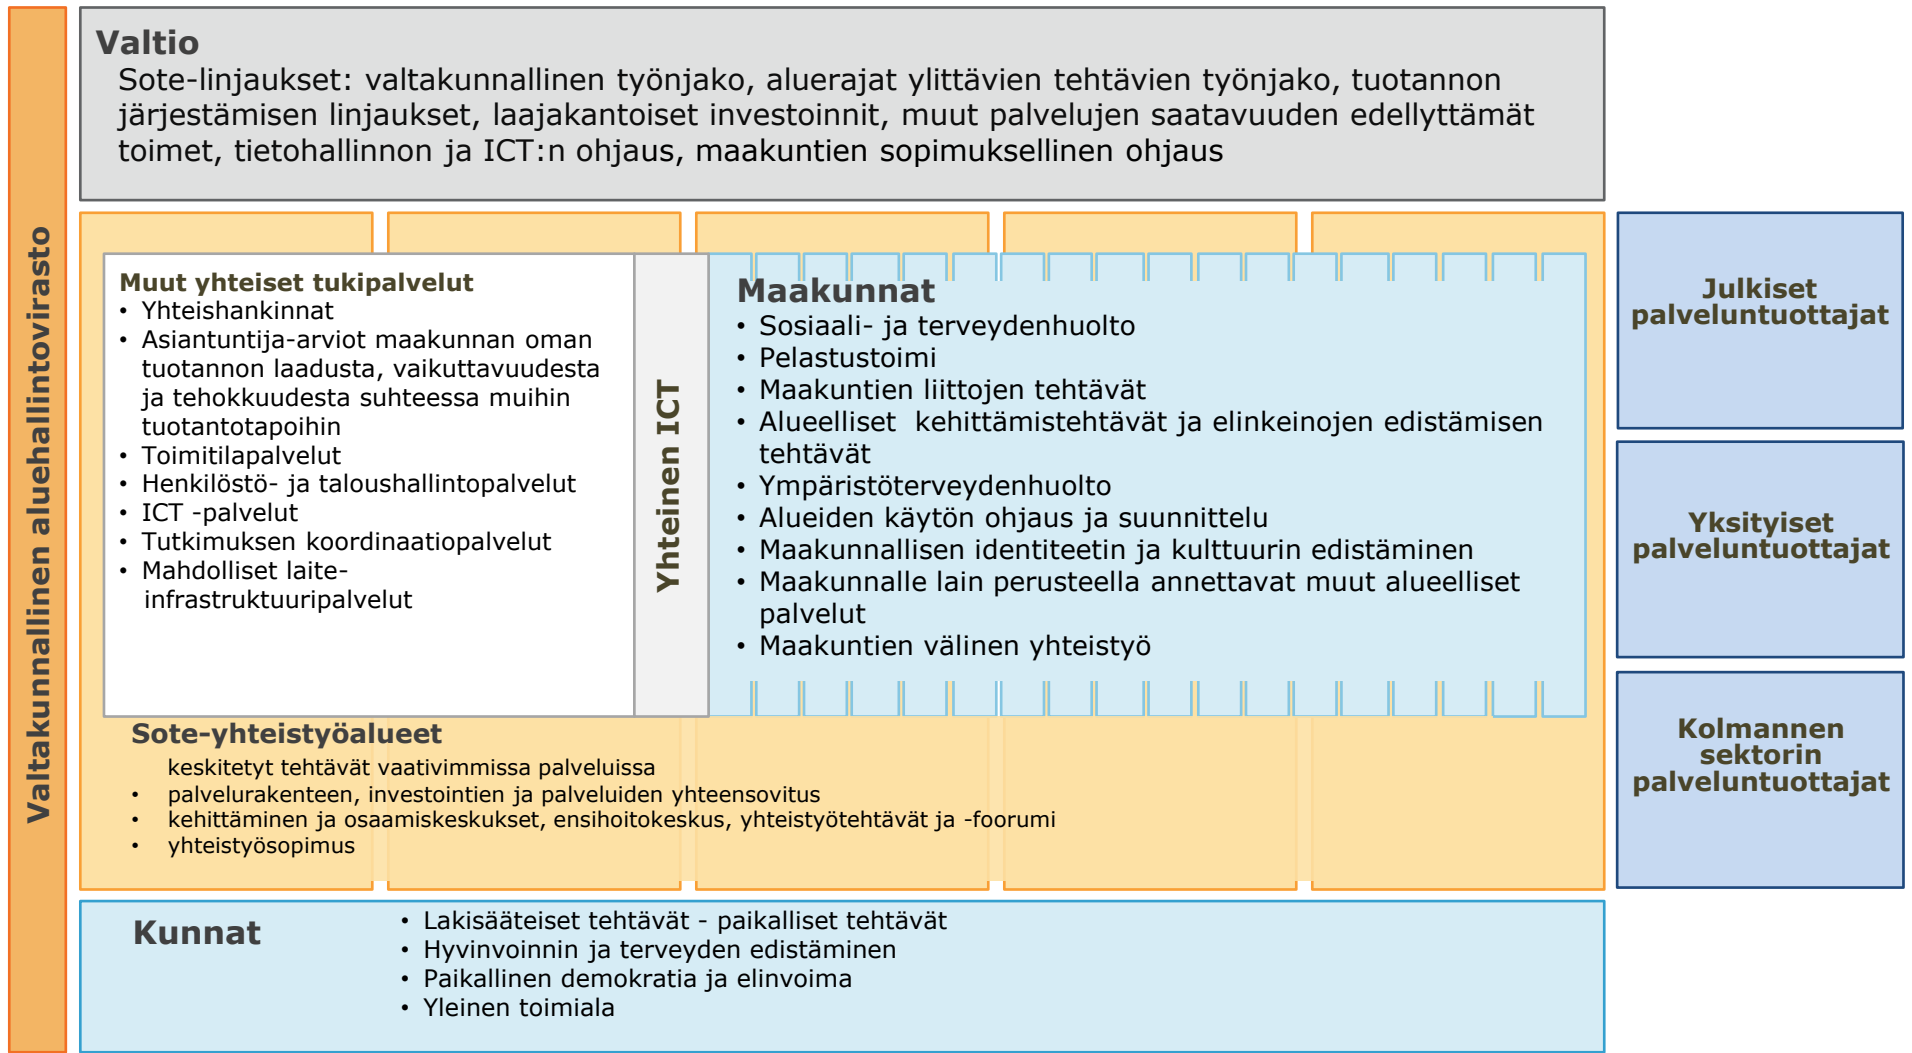 Valtakunnallinen aluehallintovirasto
Valtio
Sote-linjaukset: valtakunnallinen työnjako, aluerajat ylittävien tehtävien työnjako, tuotannon
järjestämisen linjaukset, laajakantoiset investoinnit, muut palvelujen saatavuuden edellyttämät
toimet, tietohallinnon ja ICT:n ohjaus, maakuntien sopimuksellinen ohjaus
Muut yhteiset tukipalvelut
• Yhteishankinnat
• Asiantuntija-arviot maakunnan oman
tuotannon laadusta, vaikuttavuudesta
ja tehokkuudesta suhteessa muihin
tuotantotapoihin
• Toimitilapalvelut
• Henkilöstö- ja taloushallintopalvelut
• ICT -palvelut
• Tutkimuksen koordinaatiopalvelut
• Mahdolliset laite-
infrastruktuuripalvelut
Yhteinen ICT
Maakunnat
• Sosiaali- ja terveydenhuolto
• Pelastustoimi
• Maakuntien liittojen tehtävät
• Alueelliset  kehittämistehtävät ja elinkeinojen edistämisen
tehtävät
• Ympäristöterveydenhuolto
• Alueiden käytön ohjaus ja suunnittelu
• Maakunnallisen identiteetin ja kulttuurin edistäminen
• Maakunnalle lain perusteella annettavat muut alueelliset
palvelut
• Maakuntien välinen yhteistyö
Sote-yhteistyöalueet
keskitetyt tehtävät vaativimmissa palveluissa
• palvelurakenteen, investointien ja palveluiden yhteensovitus
• kehittäminen ja osaamiskeskukset, ensihoitokeskus, yhteistyötehtävät ja -foorumi
• yhteistyösopimus
Kunnat
• Lakisääteiset tehtävät - paikalliset tehtävät
• Hyvinvoinnin ja terveyden edistäminen
• Paikallinen demokratia ja elinvoima
• Yleinen toimiala
Julkiset
palveluntuottajat
Yksityiset
palveluntuottajat
Kolmannen
sektorin
palveluntuottajat